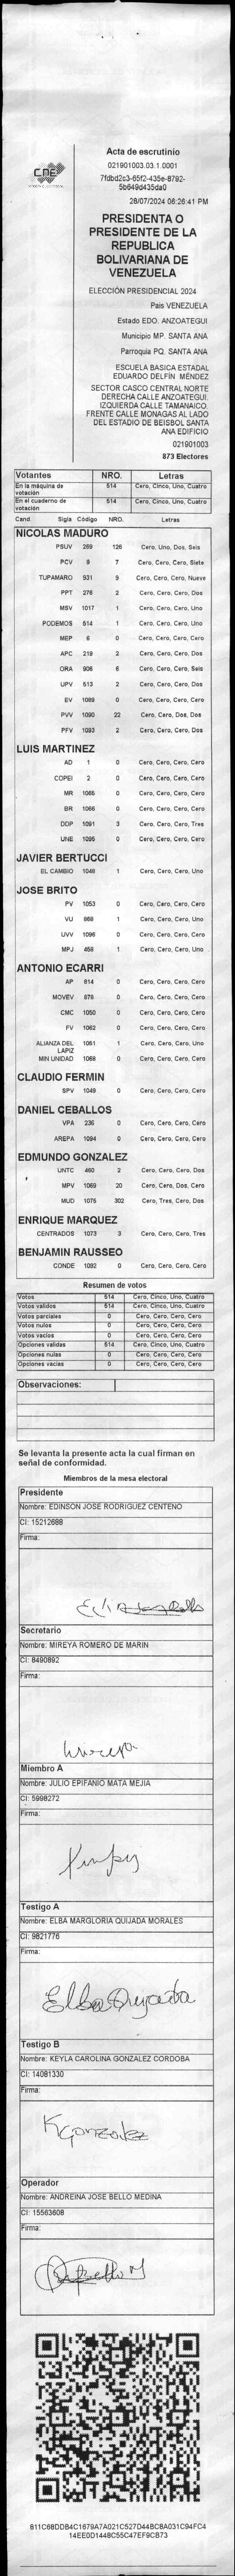 CNE
Acta de escrutinio
021901003.03.1.0001
7fdbd2c3-65f2-435e-8792-
5b649d435da0
28/07/2024 06:26:41 PM
PRESIDENTA O
PRESIDENTE DE LA
REPUBLICA
BOLIVARIANA DE
VENEZUELA
ELECCIÓN PRESIDENCIAL 2024
Pais VENEZUELA
Estado EDO. ANZOATEGUI
Municipio MP. SANTA ANA
Parroquia PQ. SANTA ANA
ESCUELA BASICA ESTADAL
EDUARDO DELFÍN MÉNDEZ
SECTOR CASCO CENTRAL NORTE
DERECHA CALLE ANZOATEGUI.
IZQUIERDA CALLE TAMANAICO.
FRENTE CALLE MONAGAS AL LADO
DEL ESTADIO DE BEISBOL SANTA
ANA EDIFICIO
021901003
873 Electores
Votantes NRO. Letras
En la máquina de votación 514 Cero, Cinco, Uno, Cuatro
En el cuaderno de votación 514 Cero, Cinco, Uno, Cuatro
Cand Sigla Código NRO. Letras
NICOLAS MADURO
PSUV 259 126 Cero, Uno, Dos, Seis
PCV 9 7 Cero, Cero, Cero, Siete
TUPAMARO 931 9 Cero, Cero, Cero, Nueve
PPT 276 2 Cero, Cero, Cero, Dos
MSV 1017 1 Cero, Cero, Cero, Uno
PODEMOS 514 1 Cero, Cero, Cero, Uno
MEP 6 0 Cero, Cero, Cero, Cero
APC 219 2 Cero, Cero, Cero, Dos
ORA 906 6 Cero, Cero, Cero, Seis
UPV 613 2 Cero, Cero, Cero, Dos
EV 1089 0 Cero, Cero, Cero, Cero
PVV 1090 22 Cero, Cero, Dos, Dos
PFV 1093 2 Cero, Cero, Cero, Dos
LUIS MARTINEZ
AD 1 0 Cero, Cero, Cero, Cero
COPEI 2 0 Cero, Cero, Cero, Cero
MR 1065 0 Cero, Cero, Cero, Cero
BR 1066 0 Cero, Cero, Cero, Cero
DDP 1091 3 Cero, Cero, Cero, Tres
UNE 1095 0 Cero, Cero, Cero, Cero
JAVIER BERTUCCI
EL CAMBIO 1048 1 Cero, Cero, Cero, Uno
JOSE BRITO
PV 1053 0 Cero, Cero, Cero, Cero
VU 868 1 Cero, Cero, Cero, Uno
UVV 1096 0 Cero, Cero, Cero, Cero
MPJ 458 1 Cero, Cero, Cero, Uno
ANTONIO ECARRI
AP 814 0 Cero, Cero, Cero, Cero
MOVEV 878 0 Cero, Cero, Cero, Cero
CMC 1050 0 Cero, Cero, Cero, Cero
FV 1062 0 Cero, Cero, Cero, Cero
ALIANZA DEL LAPIZ 1061 1 Cero, Cero, Cero, Uno
MIN UNIDAD 1068 0 Cero, Cero, Cero, Cero
CLAUDIO FERMIN
SPV 1049 0 Cero, Cero, Cero, Cero
DANIEL CEBALLOS
VPA 236 0 Cero, Cero, Cero, Cero
AREPA 1094 0 Cero, Cero, Cero, Cero
EDMUNDO GONZALEZ
UNTC 460 2 Cero, Cero, Cero, Dos
MPV 1069 20 Cero, Cero, Dos, Cero
MUD 1075 302 Cero, Tres, Cero, Dos
ENRIQUE MARQUEZ
CENTRADOS 1073 3 Cero, Cero, Cero, Tres
BENJAMIN RAUSSEO
CONDE 1092 0 Cero, Cero, Cero, Cero
Resumen de votos
Votos 514 Cero, Cinco, Uno, Cuatro
Votos validos 514 Cero, Cinco, Uno, Cuatro
Votos parciales 0 Cero, Cero, Cero, Cero
Votos nulos 0 Cero, Cero, Cero, Cero
Votos vacios 0 Cero, Cero, Cero, Cero
Opciones validas 514 Cero, Cinco, Uno, Cuatro
Opciones nulas 0 Cero, Cero, Cero, Cero
Opciones vacias 0 Cero, Cero, Cero, Cero
Observaciones:
Se levanta la presente acta la cual firman en
señal de conformidad.
Miembros de la mesa electoral
Presidente
Nombre: EDINSON JOSE RODRIGUEZ CENTENO
CI: 15212688
Firma:
Secretario
Nombre: MIREYA ROMERO DE MARIN
CI: 8490892
Firma:
Miembro A
Nombre: JULIO EPIFANIO MATA MEJIA
CI: 5998272
Firma:
Testigo A
Nombre: ELBA MARGLORIA QUIJADA MORALES
CI: 9821776
Firma:
Elba Quijada
Testigo B
Nombre: KEYLA CAROLINA GONZALEZ CORDOBA
CI: 14081330
Firma:
KGonzalez
Operador
Nombre: ANDREINA JOSE BELLO MEDINA
CI: 15563608
Firma:
611C68DDB4C1679A7A021C527D44BC8A031C94FC4
14EE0D1448C55C47EF9CB73